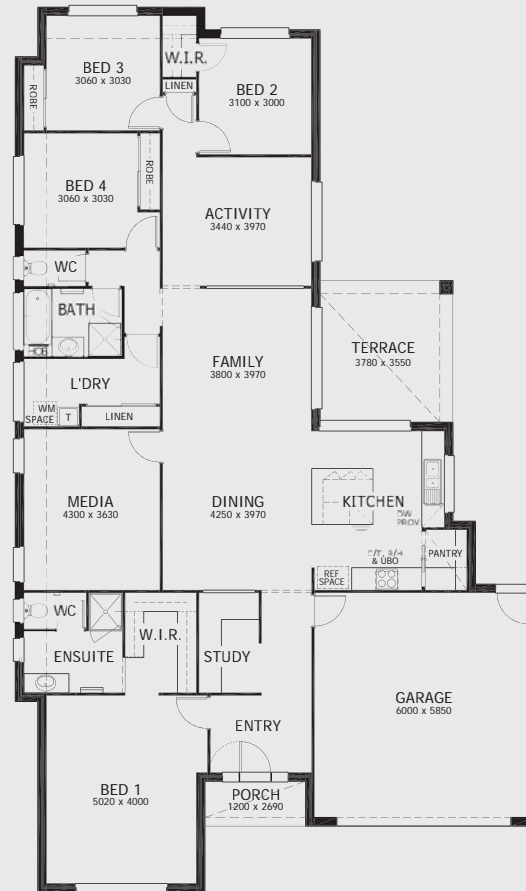 BED 3
3060 x 3030
W.I.R.
BED 2
3100 x 3000
LINEN
ROBE
BED 4
3060 x 3030
ROBE
ACTIVITY
3440 x 3970
WC
BATH
FAMILY
3800 x 3970
TERRACE
3780 x 3550
L'DRY
WM
SPACE
T
LINEN
MEDIA
4300 x 3630
DINING
4250 x 3970
KITCHEN
DW
PROV
& UBO
PANTRY
REF
SPACE
WC
W.I.R.
ENSUITE
STUDY
ENTRY
GARAGE
6000 x 5850
BED 1
5020 x 4000
PORCH
1200 x 2690